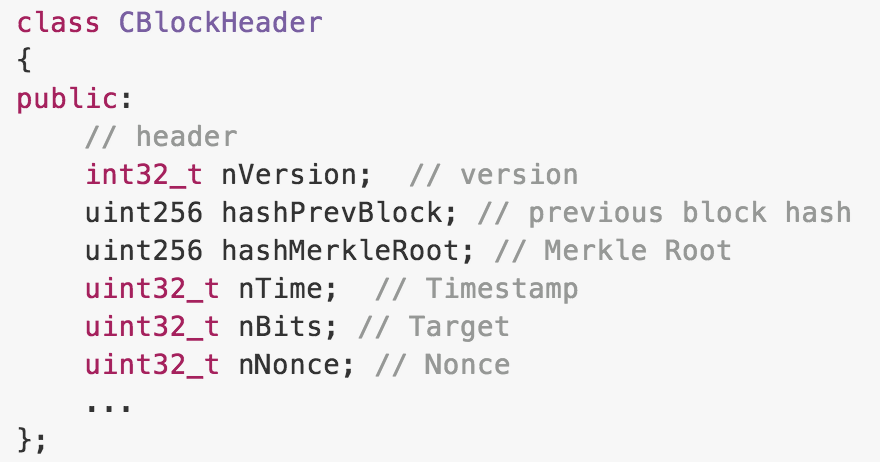 class CBlockHeader
{
public:
    // header
    int32_t nVersion;  // version
    uint256 hashPrevBlock; // previous block hash
    uint256 hashMerkleRoot; // Merkle Root
    uint32_t nTime;  // Timestamp
    uint32_t nBits; // Target
    uint32_t nNonce; // Nonce
    ...
};